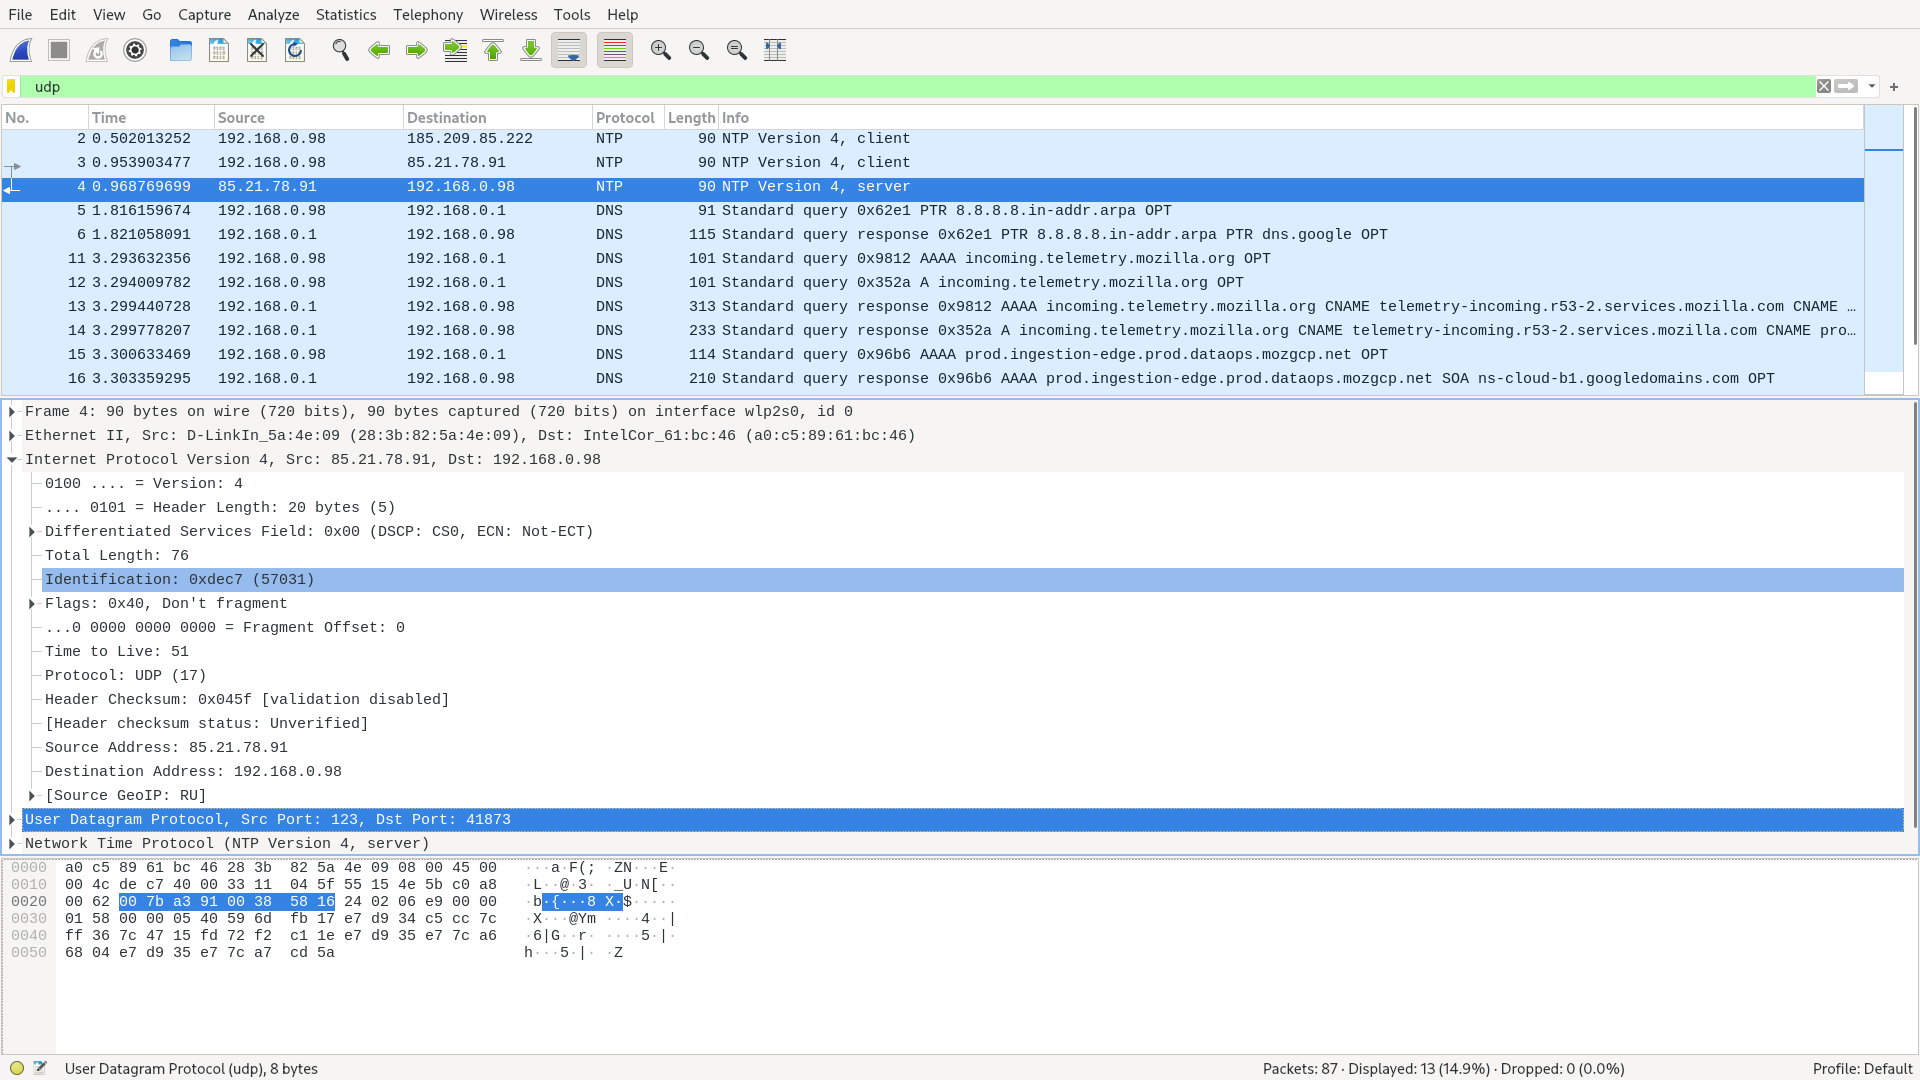 File Edit View Go Capture Analyze Statistics Telephony Wireless Tools Help
udp
No. Time Source Destination Protocol Length Info
2 0.502013252 192.168.0.98 185.209.85.222 NTP 90 NTP Version 4, client
3 0.953903477 192.168.0.98 85.21.78.91 NTP 90 NTP Version 4, client
4 0.968769699 85.21.78.91 192.168.0.98 NTP 90 NTP Version 4, server
5 1.816159674 192.168.0.98 192.168.0.1 DNS 91 Standard query 0x62e1 PTR 8.8.8.8.in-addr.arpa OPT
6 1.821058091 192.168.0.1 192.168.0.98 DNS 115 Standard query response 0x62e1 PTR 8.8.8.8.in-addr.arpa PTR dns.google OPT
11 3.293632356 192.168.0.98 192.168.0.1 DNS 101 Standard query 0x9812 AAAA incoming.telemetry.mozilla.org OPT
12 3.294009782 192.168.0.98 192.168.0.1 DNS 101 Standard query 0x352a A incoming.telemetry.mozilla.org OPT
13 3.299440728 192.168.0.1 192.168.0.98 DNS 313 Standard query response 0x9812 AAAA incoming.telemetry.mozilla.org CNAME telemetry-incoming.r53-2.services.mozilla.com CNAME …
14 3.299778207 192.168.0.1 192.168.0.98 DNS 233 Standard query response 0x352a A incoming.telemetry.mozilla.org CNAME telemetry-incoming.r53-2.services.mozilla.com CNAME pro…
15 3.300633469 192.168.0.98 192.168.0.1 DNS 114 Standard query 0x96b6 AAAA prod.ingestion-edge.prod.dataops.mozgcp.net OPT
16 3.303359295 192.168.0.1 192.168.0.98 DNS 210 Standard query response 0x96b6 AAAA prod.ingestion-edge.prod.dataops.mozgcp.net SOA ns-cloud-b1.googledomains.com OPT
Frame 4: 90 bytes on wire (720 bits), 90 bytes captured (720 bits) on interface wlp2s0, id 0
Ethernet II, Src: D-LinkIn_5a:4e:09 (28:3b:82:5a:4e:09), Dst: IntelCor_61:bc:46 (a0:c5:89:61:bc:46)
Internet Protocol Version 4, Src: 85.21.78.91, Dst: 192.168.0.98
0100 .... = Version: 4
.... 0101 = Header Length: 20 bytes (5)
Differentiated Services Field: 0x00 (DSCP: CS0, ECN: Not-ECT)
Total Length: 76
Identification: 0xdec7 (57031)
Flags: 0x40, Don't fragment
...0 0000 0000 0000 = Fragment Offset: 0
Time to Live: 51
Protocol: UDP (17)
Header Checksum: 0x045f [validation disabled]
[Header checksum status: Unverified]
Source Address: 85.21.78.91
Destination Address: 192.168.0.98
[Source GeoIP: RU]
User Datagram Protocol, Src Port: 123, Dst Port: 41873
Network Time Protocol (NTP Version 4, server)
0000 a0 c5 89 61 bc 46 28 3b 82 5a 4e 09 08 00 45 00 ···a·F(; ·ZN···E·
0010 00 4c de c7 40 00 33 11 04 5f 55 15 4e 5b c0 a8 ·L··@·3· ·_U·N[··
0020 00 62 00 7b a3 91 00 38 58 16 24 02 06 e9 00 00 ·b·{···8 X·$·····
0030 01 58 00 00 05 40 59 6d fb 17 e7 d9 34 c5 cc 7c ·X···@Ym ····4··|
0040 ff 36 7c 47 15 fd 72 f2 c1 1e e7 d9 35 e7 7c a6 ·6|G··r· ····5·|·
0050 68 04 e7 d9 35 e7 7c a7 cd 5a h···5·|· ·Z
User Datagram Protocol (udp), 8 bytes Packets: 87 · Displayed: 13 (14.9%) · Dropped: 0 (0.0%) Profile: Default